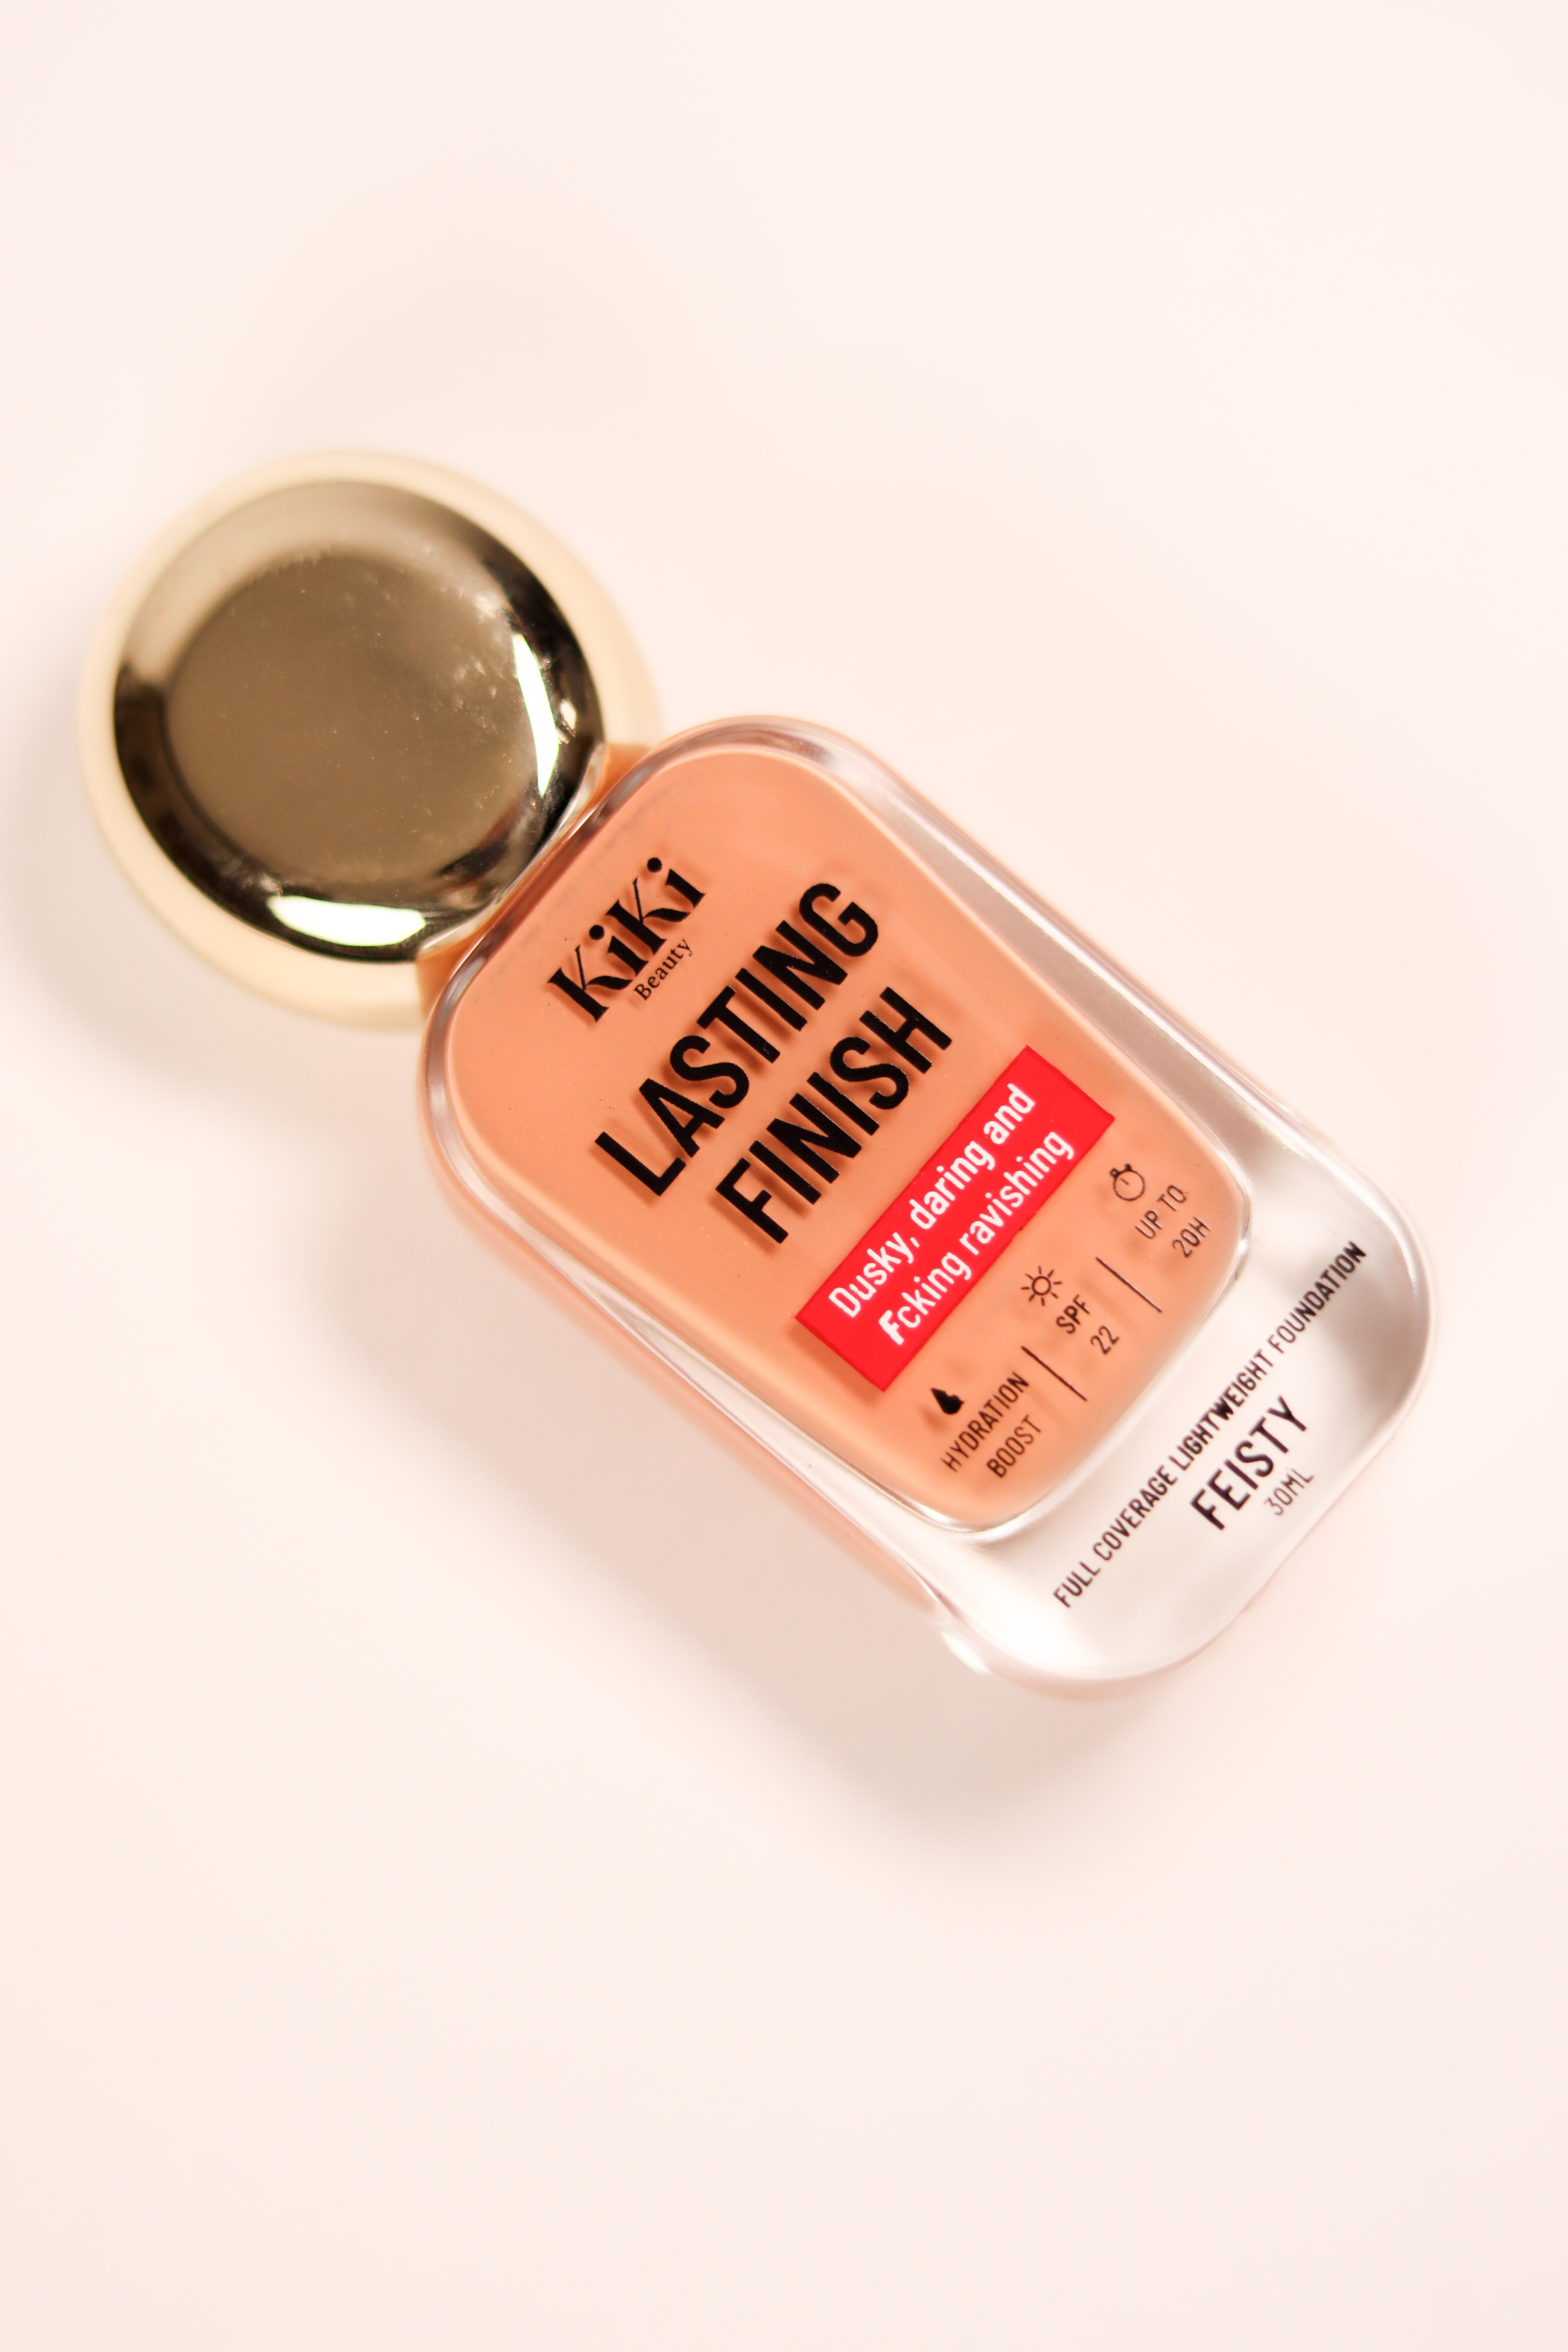 KiKi
Beauty
LASTING
FINISH
Dusky, daring and
Fcking ravishing
HYDRATION
BOOST
SPF
22
UP TO
20H
FULL COVERAGE LIGHTWEIGHT FOUNDATION
FEISTY
30ML